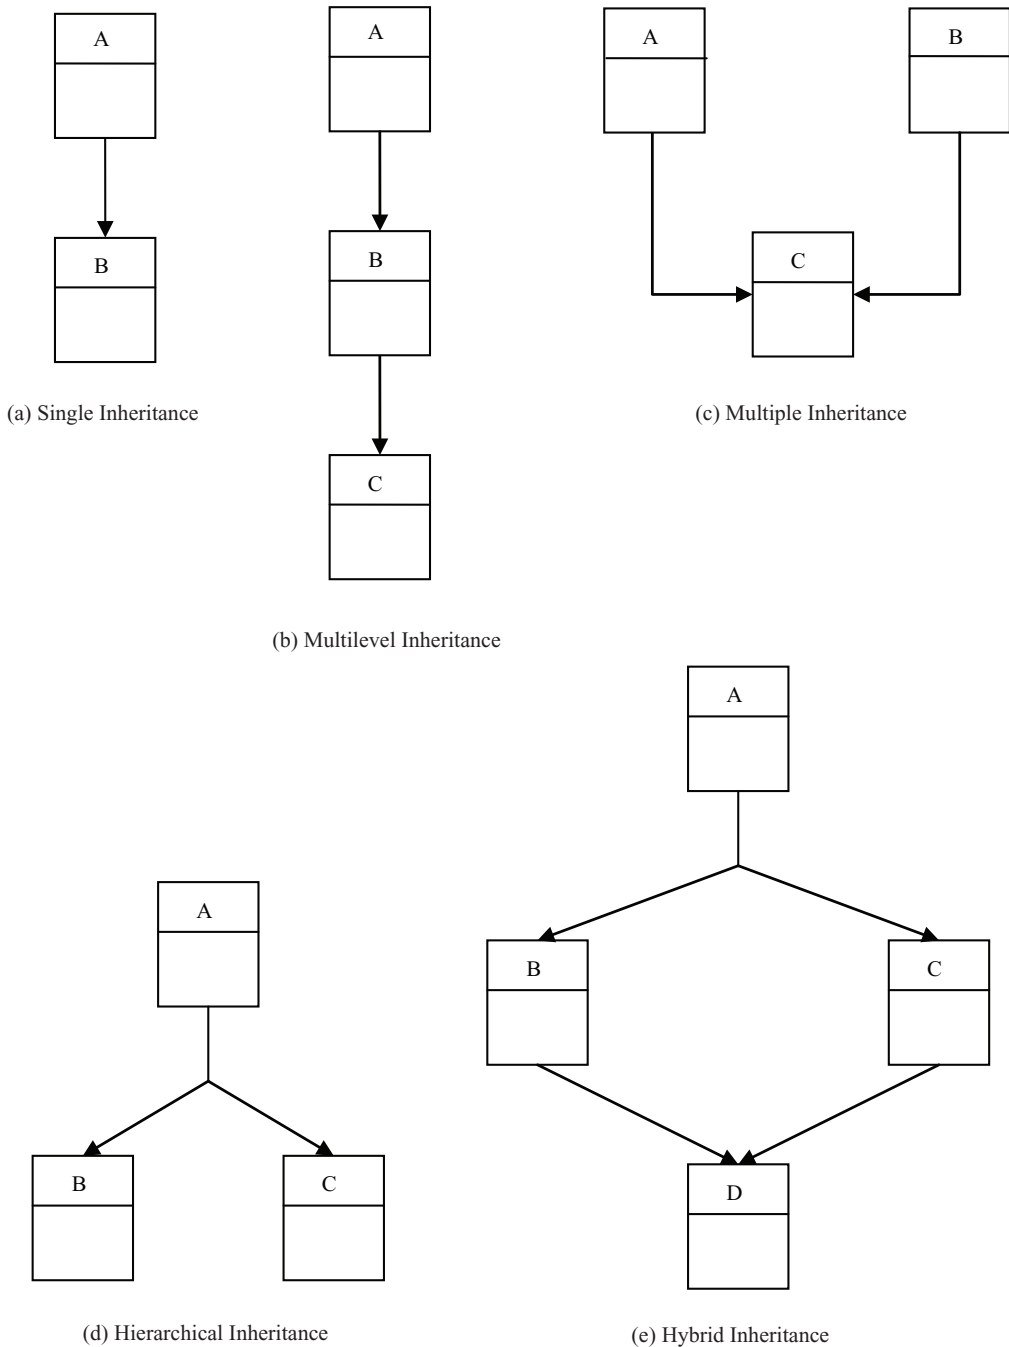 A
B
(a) Single Inheritance
A
B
C
(b) Multilevel Inheritance
A
B
C
(c) Multiple Inheritance
A
B
C
(d) Hierarchical Inheritance
A
B
C
D
(e) Hybrid Inheritance